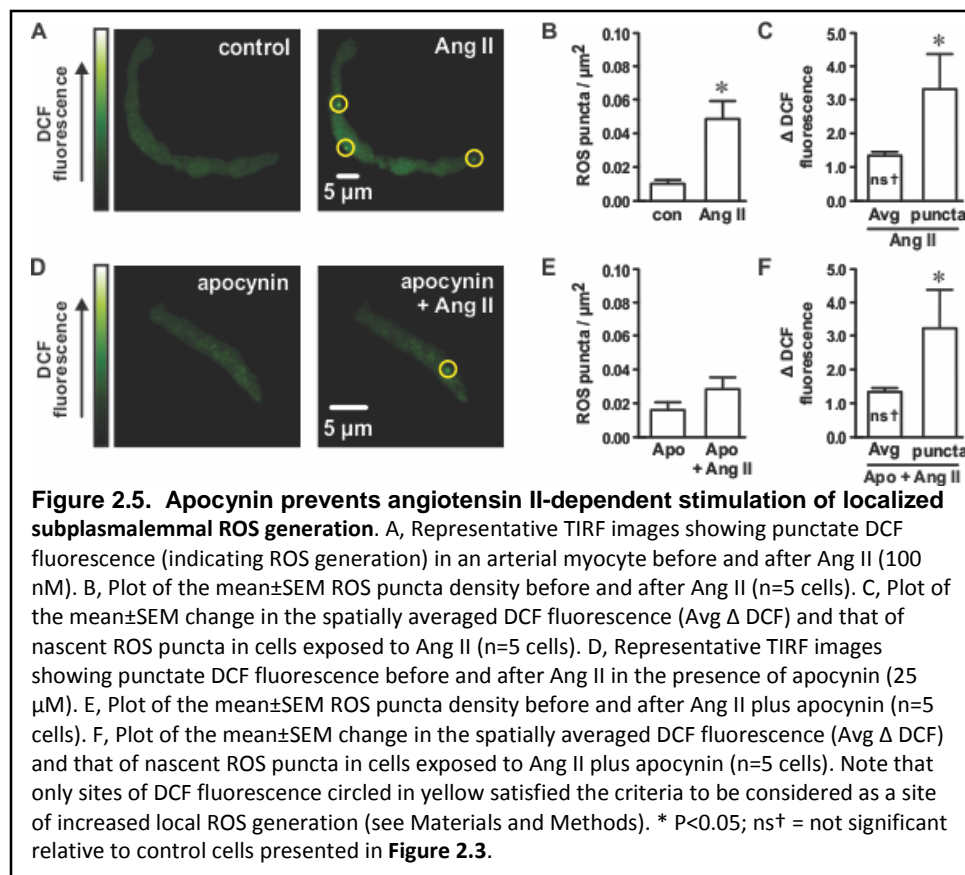 A
control
Ang II
DCF
fluorescence
5 µm
B
ROS puncta / µm²
0.10
0.08
0.06
0.04
0.02
0.00
*
con Ang II
C
Δ DCF
fluorescence
5.0
4.0
3.0
2.0
1.0
0.0
*
ns†
Avg puncta
Ang II
D
apocynin
apocynin
+ Ang II
DCF
fluorescence
5 µm
E
ROS puncta / µm²
0.10
0.08
0.06
0.04
0.02
0.00
Apo Apo
+ Ang II
F
Δ DCF
fluorescence
5.0
4.0
3.0
2.0
1.0
0.0
*
ns†
Avg puncta
Apo + Ang II
Figure 2.5. Apocynin prevents angiotensin II-dependent stimulation of localized
subplasmalemmal ROS generation. A, Representative TIRF images showing punctate DCF
fluorescence (indicating ROS generation) in an arterial myocyte before and after Ang II (100
nM). B, Plot of the mean±SEM ROS puncta density before and after Ang II (n=5 cells). C, Plot of
the mean±SEM change in the spatially averaged DCF fluorescence (Avg Δ DCF) and that of
nascent ROS puncta in cells exposed to Ang II (n=5 cells). D, Representative TIRF images
showing punctate DCF fluorescence before and after Ang II in the presence of apocynin (25
µM). E, Plot of the mean±SEM ROS puncta density before and after Ang II plus apocynin (n=5
cells). F, Plot of the mean±SEM change in the spatially averaged DCF fluorescence (Avg Δ DCF)
and that of nascent ROS puncta in cells exposed to Ang II plus apocynin (n=5 cells). Note that
only sites of DCF fluorescence circled in yellow satisfied the criteria to be considered as a site
of increased local ROS generation (see Materials and Methods). * P<0.05; ns† = not significant
relative to control cells presented in Figure 2.3.